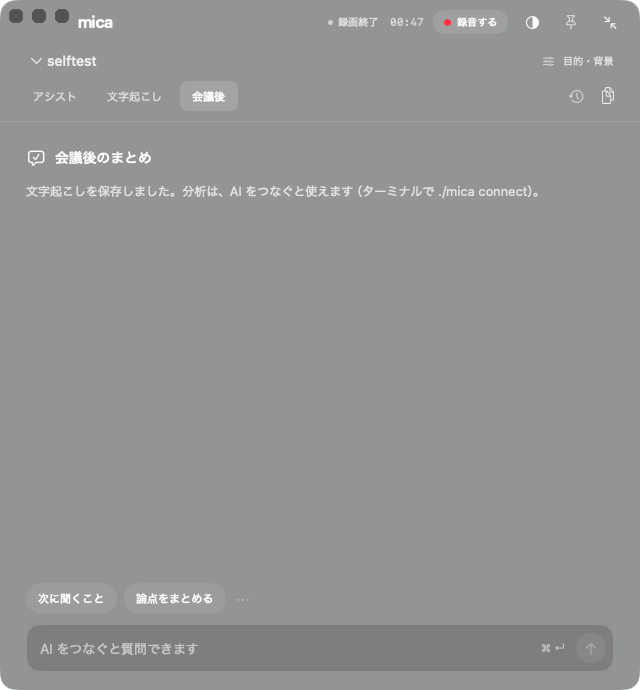 mica
録画終了 00:47 録音する
selftest
目的・背景
アシスト 文字起こし 会議後
会議後のまとめ
文字起こしを保存しました。分析は、AI をつなぐと使えます (ターミナルで ./mica connect)。
次に聞くこと 論点をまとめる ···
AI をつなぐと質問できます ⌘↵